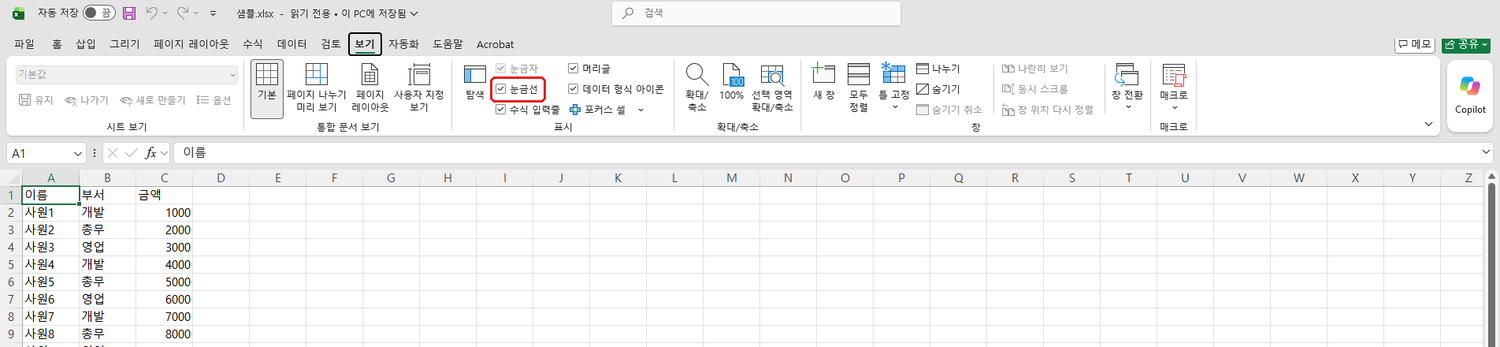 자동 저장 끔 샘플.xlsx - 읽기 전용 • 이 PC에 저장됨 검색
파일 홈 삽입 그리기 페이지 레이아웃 수식 데이터 검토 보기 자동화 도움말 Acrobat 메모 공유
기본값
유지 나가기 새로 만들기 옵션
시트 보기
기본 페이지 나누기 미리 보기 페이지 레이아웃 사용자 지정 보기
통합 문서 보기
탐색 눈금자 머리글
눈금선 데이터 형식 아이콘
수식 입력줄 포커스 셀
표시
확대/축소 100% 선택 영역 확대/축소
확대/축소
새 창 모두 정렬 틀 고정 나누기 숨기기 숨기기 취소
나란히 보기 동시 스크롤 창 위치 다시 정렬 창 전환
창
매크로
매크로
Copilot
A1 fx 이름
A B C D E F G H I J K L M N O P Q R S T U V W X Y Z
1 이름 부서 금액
2 사원1 개발 1000
3 사원2 총무 2000
4 사원3 영업 3000
5 사원4 개발 4000
6 사원5 총무 5000
7 사원6 영업 6000
8 사원7 개발 7000
9 사원8 총무 8000